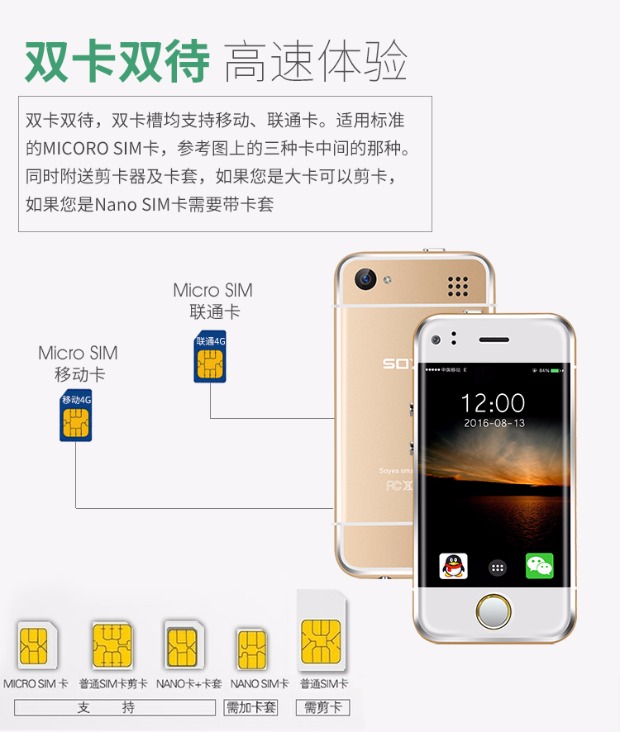 双卡双待 高速体验
双卡双待，双卡槽均支持移动、联通卡。适用标准
的MICORO SIM卡，参考图上的三种卡中间的那种。
同时附送剪卡器及卡套，如果您是大卡可以剪卡，
如果您是Nano SIM卡需要带卡套
Micro SIM
联通卡
联通4G
Micro SIM
移动卡
移动4G
中国移动 E
84%
12:00
2016-08-13
MICRO SIM 卡 普通SIM卡剪卡 NANO卡+卡套 NANO SIM卡 普通SIM卡
支 持 需加卡套 需剪卡